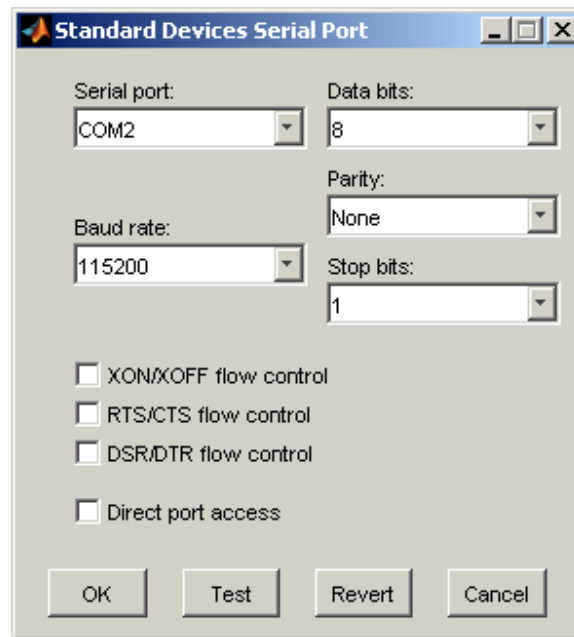 Standard Devices Serial Port
Serial port:
COM2
Data bits:
8
Parity:
None
Baud rate:
115200
Stop bits:
1
XON/XOFF flow control
RTS/CTS flow control
DSR/DTR flow control
Direct port access
OK
Test
Revert
Cancel